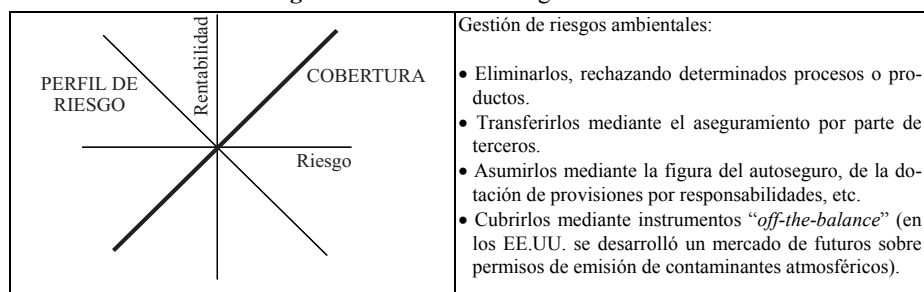 Rentabilidad
PERFIL DE
RIESGO
COBERTURA
Riesgo
Gestión de riesgos ambientales:
• Eliminarlos, rechazando determinados procesos o pro-
ductos.
• Transferirlos mediante el aseguramiento por parte de
terceros.
• Asumirlos mediante la figura del autoseguro, de la do-
tación de provisiones por responsabilidades, etc.
• Cubrirlos mediante instrumentos “off-the-balance” (en
los EE.UU. se desarrolló un mercado de futuros sobre
permisos de emisión de contaminantes atmosféricos).